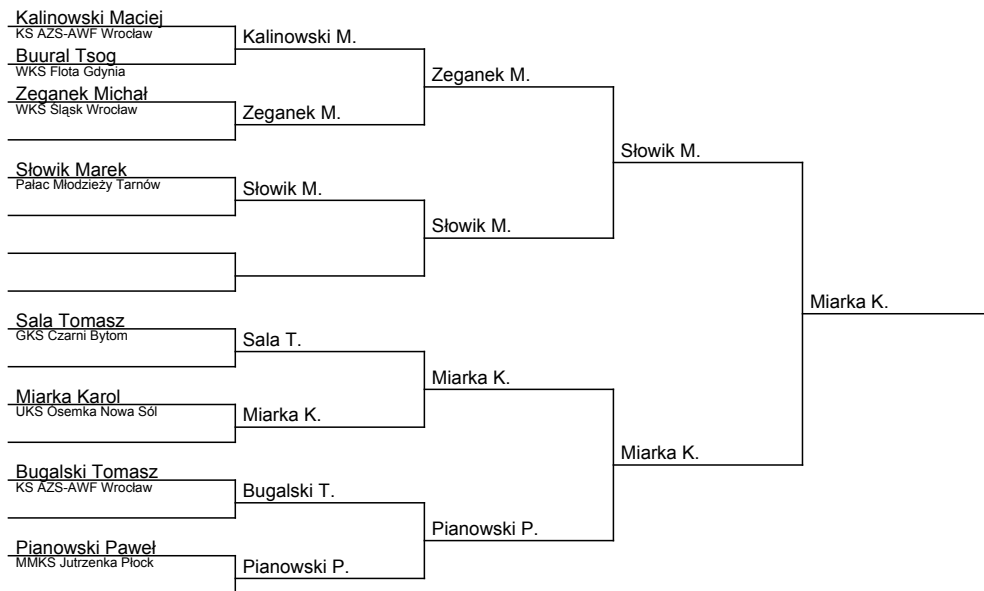 Kalinowski Maciej
KS AZS-AWF Wrocław
Kalinowski M.
Buural Tsog
WKS Flota Gdynia
Zeganek M.
Zeganek Michał
WKS Śląsk Wrocław
Zeganek M.
Słowik M.
Słowik Marek
Pałac Młodzieży Tarnów
Słowik M.
Słowik M.
Miarka K.
Sala Tomasz
GKS Czarni Bytom
Sala T.
Miarka K.
Miarka Karol
UKS Ósemka Nowa Sól
Miarka K.
Miarka K.
Bugalski Tomasz
KS AZS-AWF Wrocław
Bugalski T.
Pianowski P.
Pianowski Paweł
MMKS Jutrzenka Płock
Pianowski P.